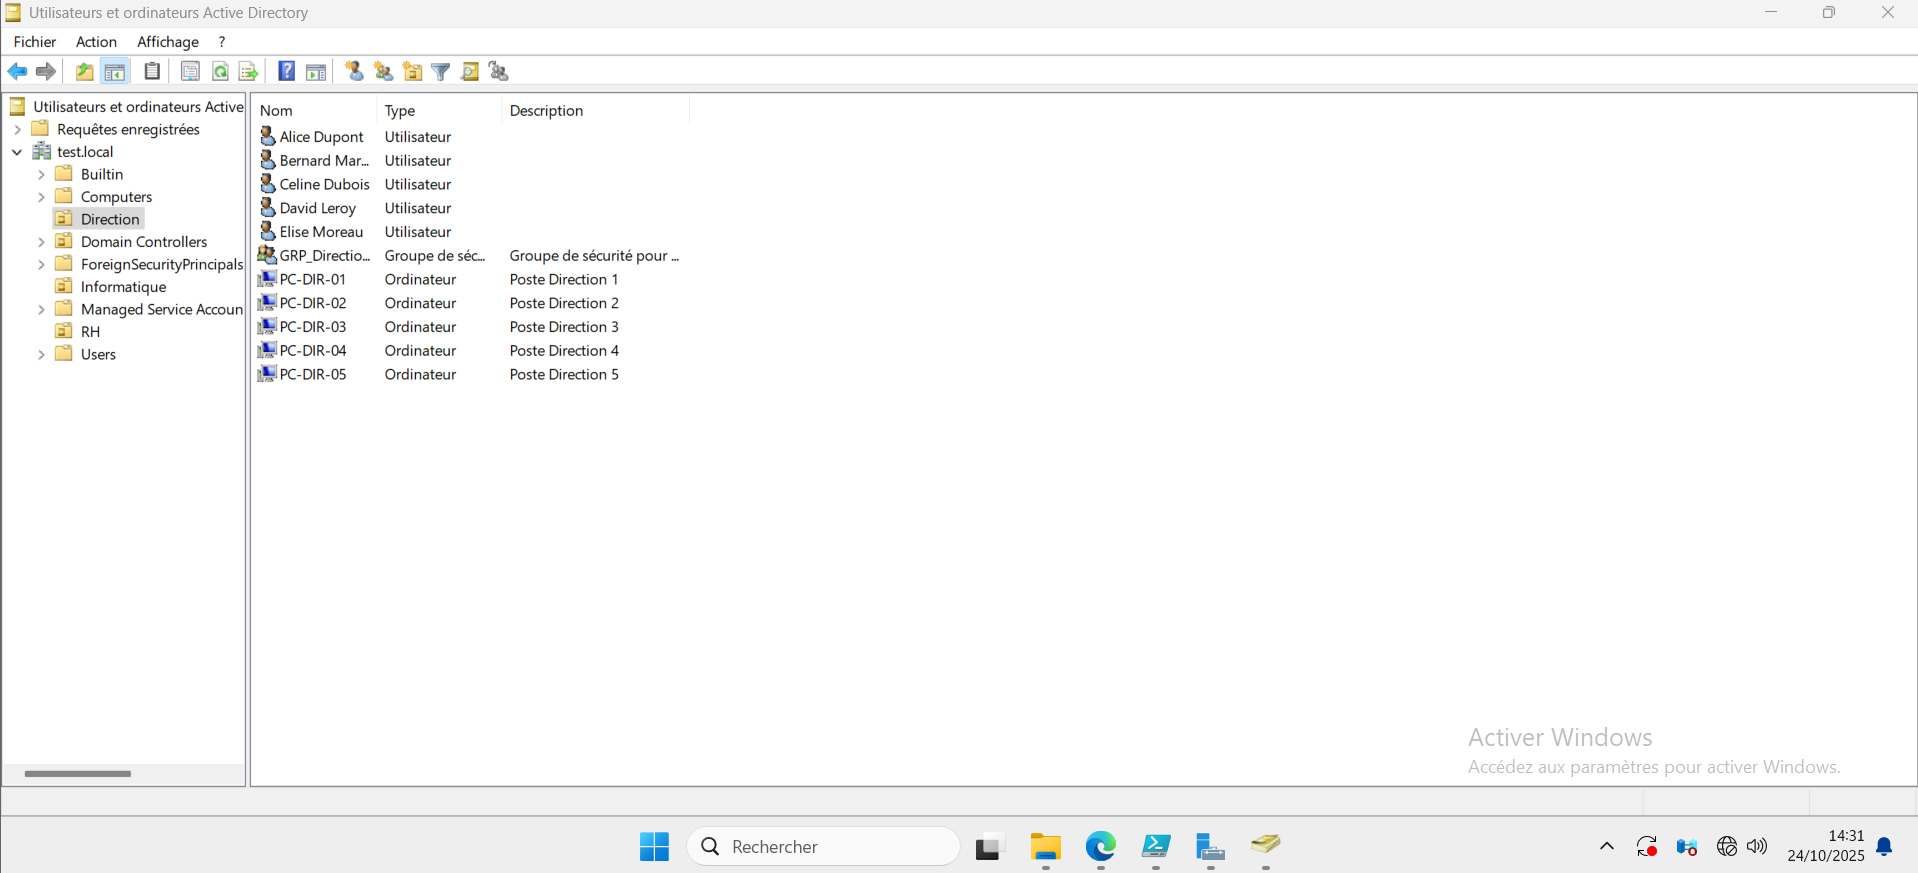 Utilisateurs et ordinateurs Active Directory
Fichier Action Affichage ?
Utilisateurs et ordinateurs Active
Requêtes enregistrées
test.local
Builtin
Computers
Direction
Domain Controllers
ForeignSecurityPrincipals
Informatique
Managed Service Accoun
RH
Users
Nom Type Description
Alice Dupont Utilisateur
Bernard Mar... Utilisateur
Celine Dubois Utilisateur
David Leroy Utilisateur
Elise Moreau Utilisateur
GRP_Directio... Groupe de séc... Groupe de sécurité pour ...
PC-DIR-01 Ordinateur Poste Direction 1
PC-DIR-02 Ordinateur Poste Direction 2
PC-DIR-03 Ordinateur Poste Direction 3
PC-DIR-04 Ordinateur Poste Direction 4
PC-DIR-05 Ordinateur Poste Direction 5
Activer Windows
Accédez aux paramètres pour activer Windows.
Rechercher
14:31
24/10/2025